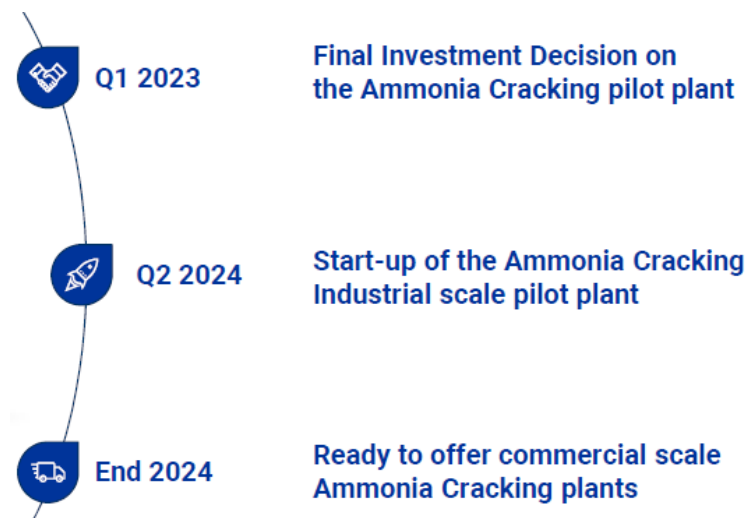 Q1 2023
Final Investment Decision on
the Ammonia Cracking pilot plant
Q2 2024
Start-up of the Ammonia Cracking
Industrial scale pilot plant
End 2024
Ready to offer commercial scale
Ammonia Cracking plants